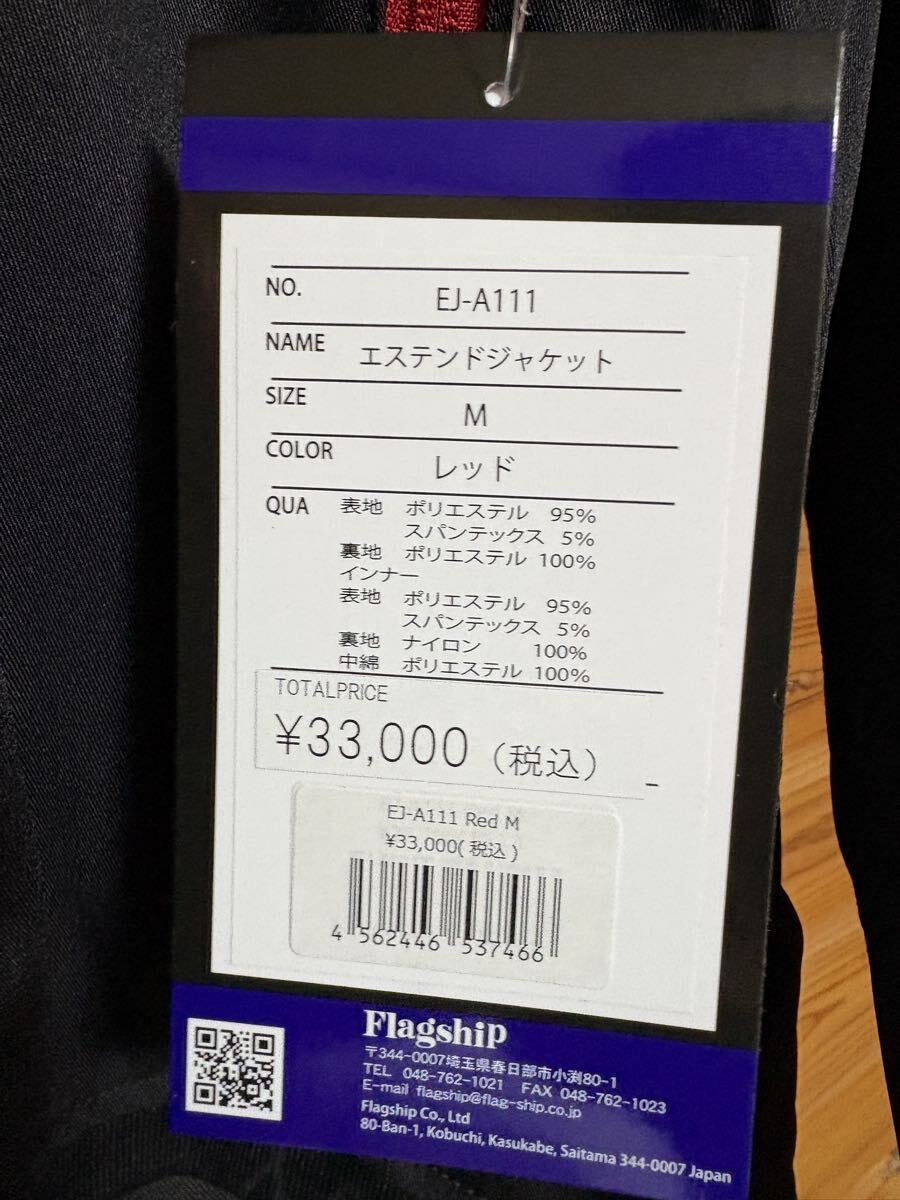 NO. EJ-A111
NAME エステンドジャケット
SIZE M
COLOR レッド
QUA 表地 ポリエステル 95%
スパンテックス 5%
裏地 ポリエステル 100%
インナー
表地 ポリエステル 95%
スパンテックス 5%
裏地 ナイロン 100%
中綿 ポリエステル 100%
TOTALPRICE
¥33,000（税込）
EJ-A111 Red M
¥33,000(税込)
4 562446 537466
Flagship
〒344-0007埼玉県春日部市小渕80-1
TEL 048-762-1021 FAX 048-762-1023
E-mail flagship@flag-ship.co.jp
Flagship Co., Ltd
80-Ban-1, Kobuchi, Kasukabe, Saitama 344-0007 Japan